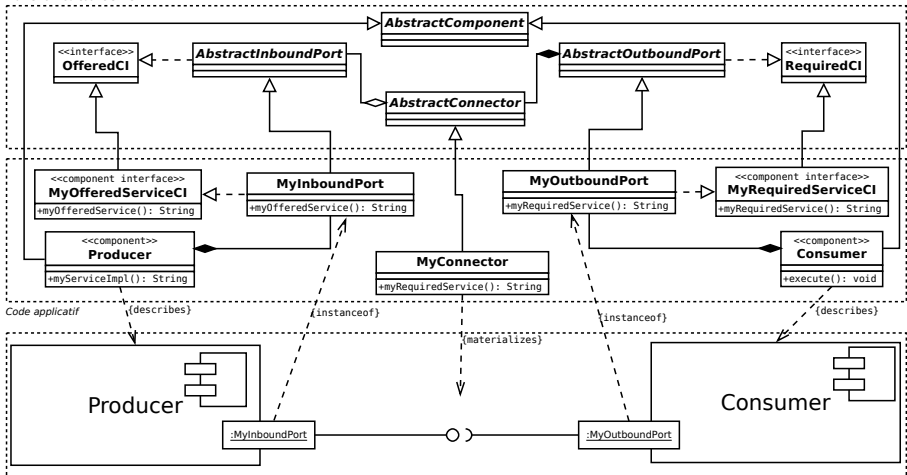 AbstractComponent
<<interface>>
OfferedCI
AbstractInboundPort
AbstractOutboundPort
<<interface>>
RequiredCI
AbstractConnector
<<component interface>>
MyOfferedServiceCI
+myOfferedService(): String
MyInboundPort
+myOfferedService(): String
MyOutboundPort
+myRequiredService(): String
<<component interface>>
MyRequiredServiceCI
+myRequiredService(): String
<<component>>
Producer
+myServiceImpl(): String
MyConnector
+myRequiredService(): String
<<component>>
Consumer
+execute(): void
Code applicatif
{describes}
{instanceof}
{materializes}
{instanceof}
{describes}
Producer
Consumer
:MyInboundPort
:MyOutboundPort